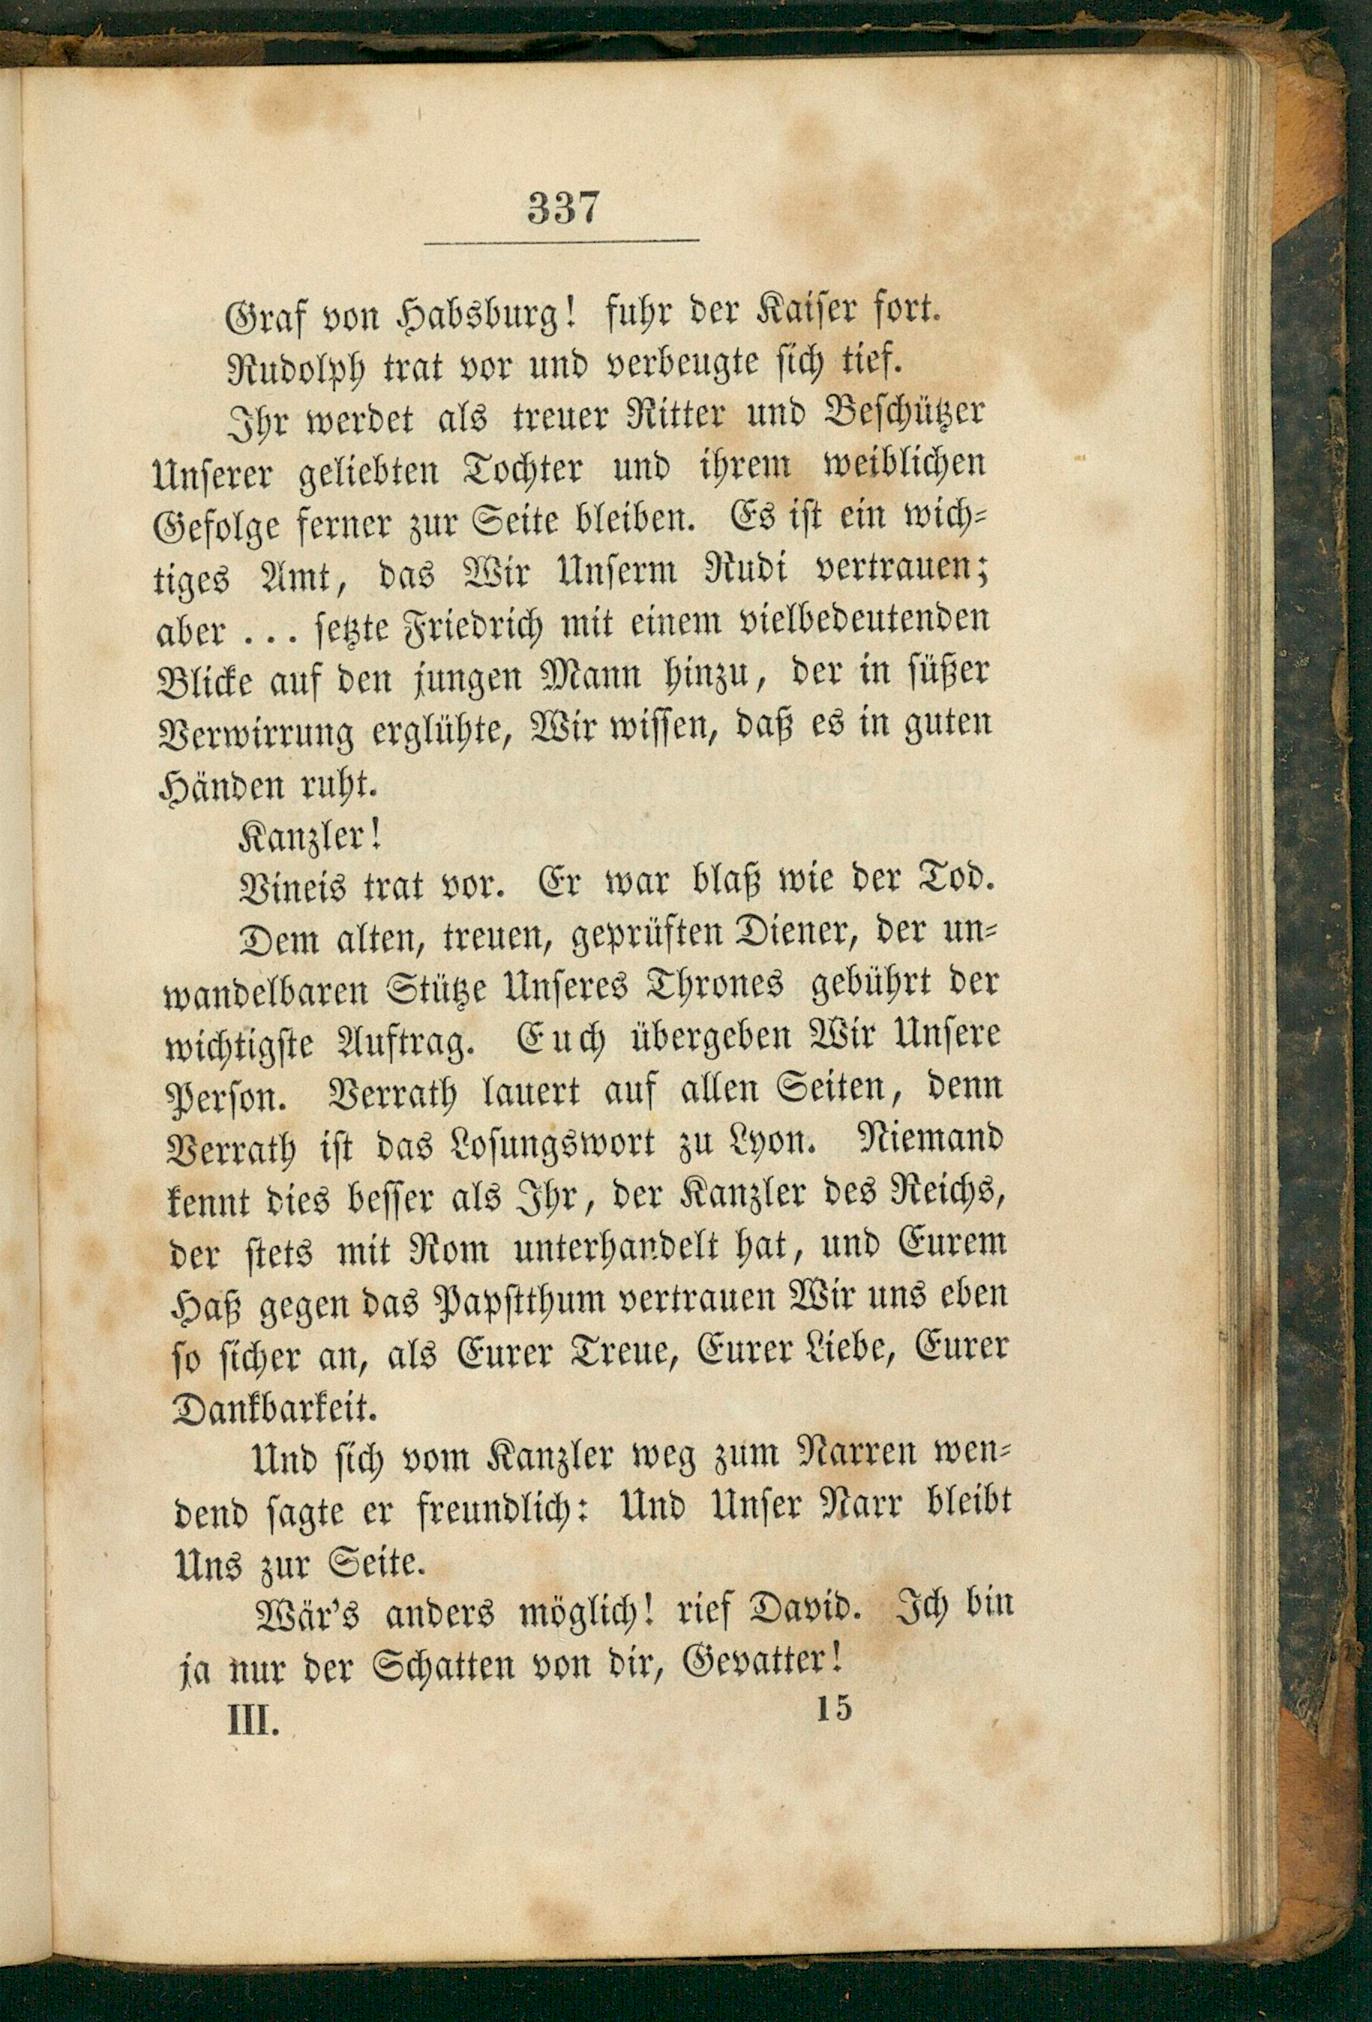 337
Graf von Habsburg! fuhr der Kaiser fort.
Rudolph trat vor und verbeugte sich tief.
Ihr werdet als treuer Ritter und Beschützer
Unserer geliebten Tochter und ihrem weiblichen
Gefolge ferner zur Seite bleiben. Es ist ein wich-
tiges Amt, das Wir Unserm Rudi vertrauen;
aber ... setzte Friedrich mit einem vielbedeutenden
Blicke auf den jungen Mann hinzu, der in süßer
Verwirrung erglühte, Wir wissen, daß es in guten
Händen ruht.
Kanzler!
Vineis trat vor. Er war blaß wie der Tod.
Dem alten, treuen, geprüften Diener, der un-
wandelbaren Stütze Unseres Thrones gebührt der
wichtigste Auftrag. Euch übergeben Wir Unsere
Person. Verrath lauert auf allen Seiten, denn
Verrath ist das Losungswort zu Lyon. Niemand
kennt dies besser als Ihr, der Kanzler des Reichs,
der stets mit Rom unterhandelt hat, und Eurem
Haß gegen das Papstthum vertrauen Wir uns eben
so sicher an, als Eurer Treue, Eurer Liebe, Eurer
Dankbarkeit.
Und sich vom Kanzler weg zum Narren wen-
dend sagte er freundlich: Und Unser Narr bleibt
Uns zur Seite.
Wär's anders möglich! rief David. Ich bin
ja nur der Schatten von dir, Gevatter!
III. 15